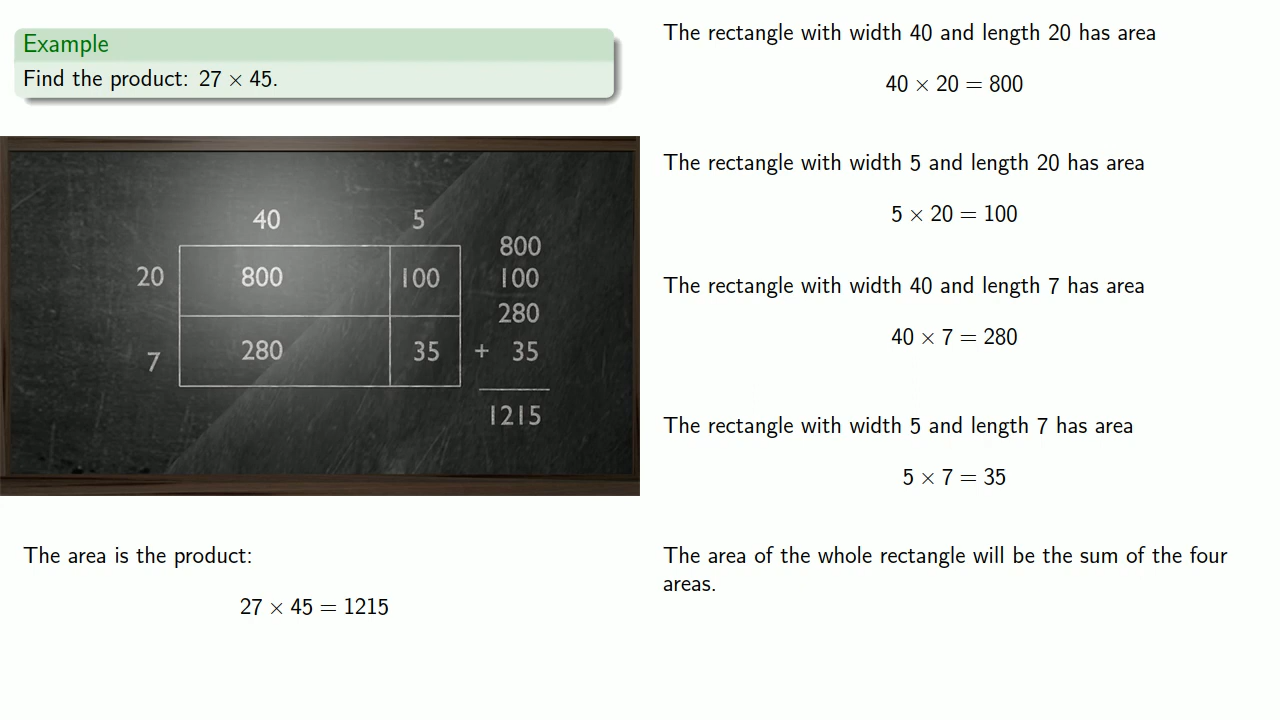 Example
Find the product: 27 × 45.
40 5
20 800 100
7 280 35
800
100
280
+ 35
1215
The area is the product:
27 × 45 = 1215
The rectangle with width 40 and length 20 has area
40 × 20 = 800
The rectangle with width 5 and length 20 has area
5 × 20 = 100
The rectangle with width 40 and length 7 has area
40 × 7 = 280
The rectangle with width 5 and length 7 has area
5 × 7 = 35
The area of the whole rectangle will be the sum of the four
areas.